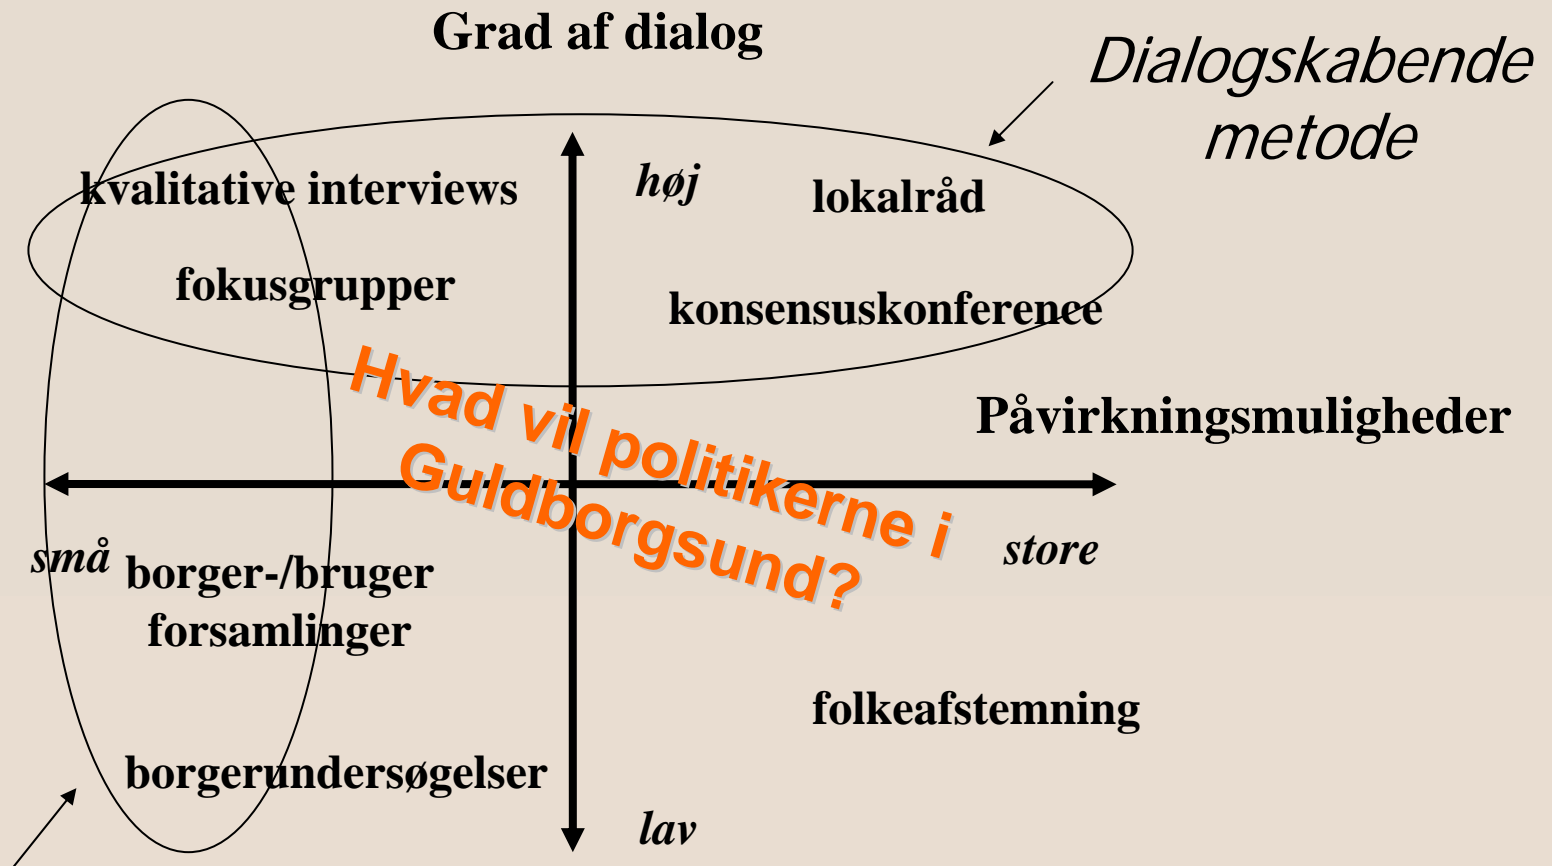 Grad af dialog
Dialogskabende
metode
kvalitative interviews
høj
lokalråd
fokusgrupper
konsensuskonference
Hvad vil politikerne i
Guldborgsund?
Påvirkningsmuligheder
små
store
borger-/bruger
forsamlinger
folkeafstemning
borgerundersøgelser
lav